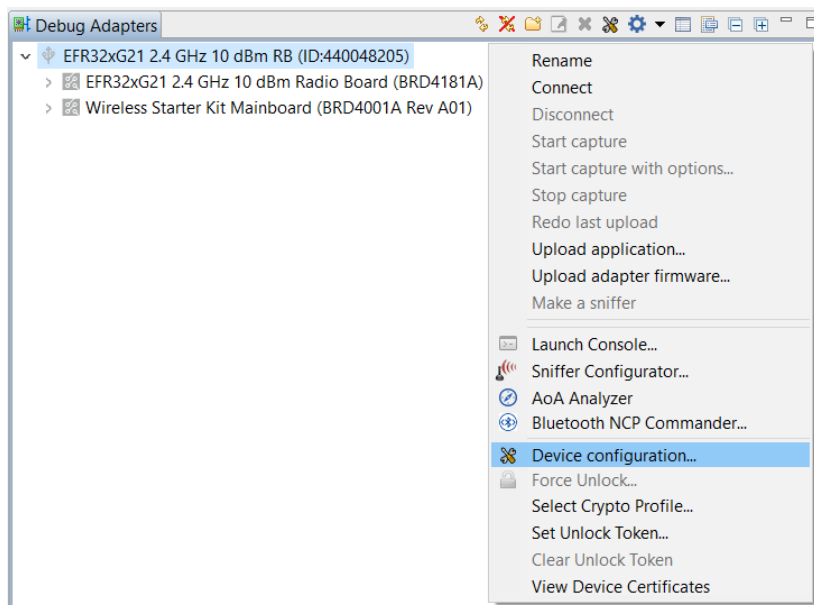 Debug Adapters
EFR32xG21 2.4 GHz 10 dBm RB (ID:440048205)
EFR32xG21 2.4 GHz 10 dBm Radio Board (BRD4181A)
Wireless Starter Kit Mainboard (BRD4001A Rev A01)
Rename
Connect
Disconnect
Start capture
Start capture with options...
Stop capture
Redo last upload
Upload application...
Upload adapter firmware...
Make a sniffer
Launch Console...
Sniffer Configurator...
AoA Analyzer
Bluetooth NCP Commander...
Device configuration...
Force Unlock...
Select Crypto Profile...
Set Unlock Token...
Clear Unlock Token
View Device Certificates